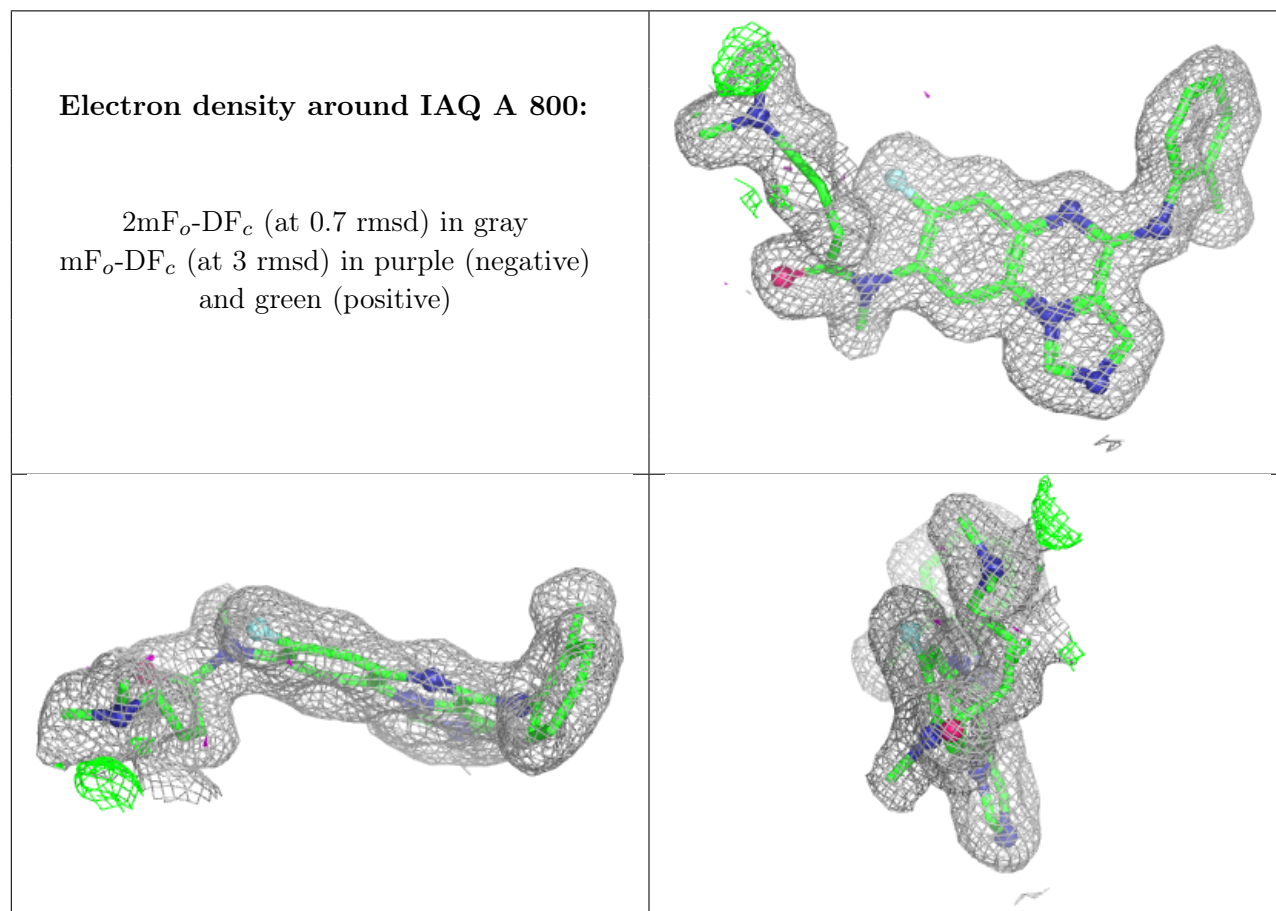 Electron density around IAQ A 800:
2mFo-DFc (at 0.7 rmsd) in gray
mFo-DFc (at 3 rmsd) in purple (negative)
and green (positive)